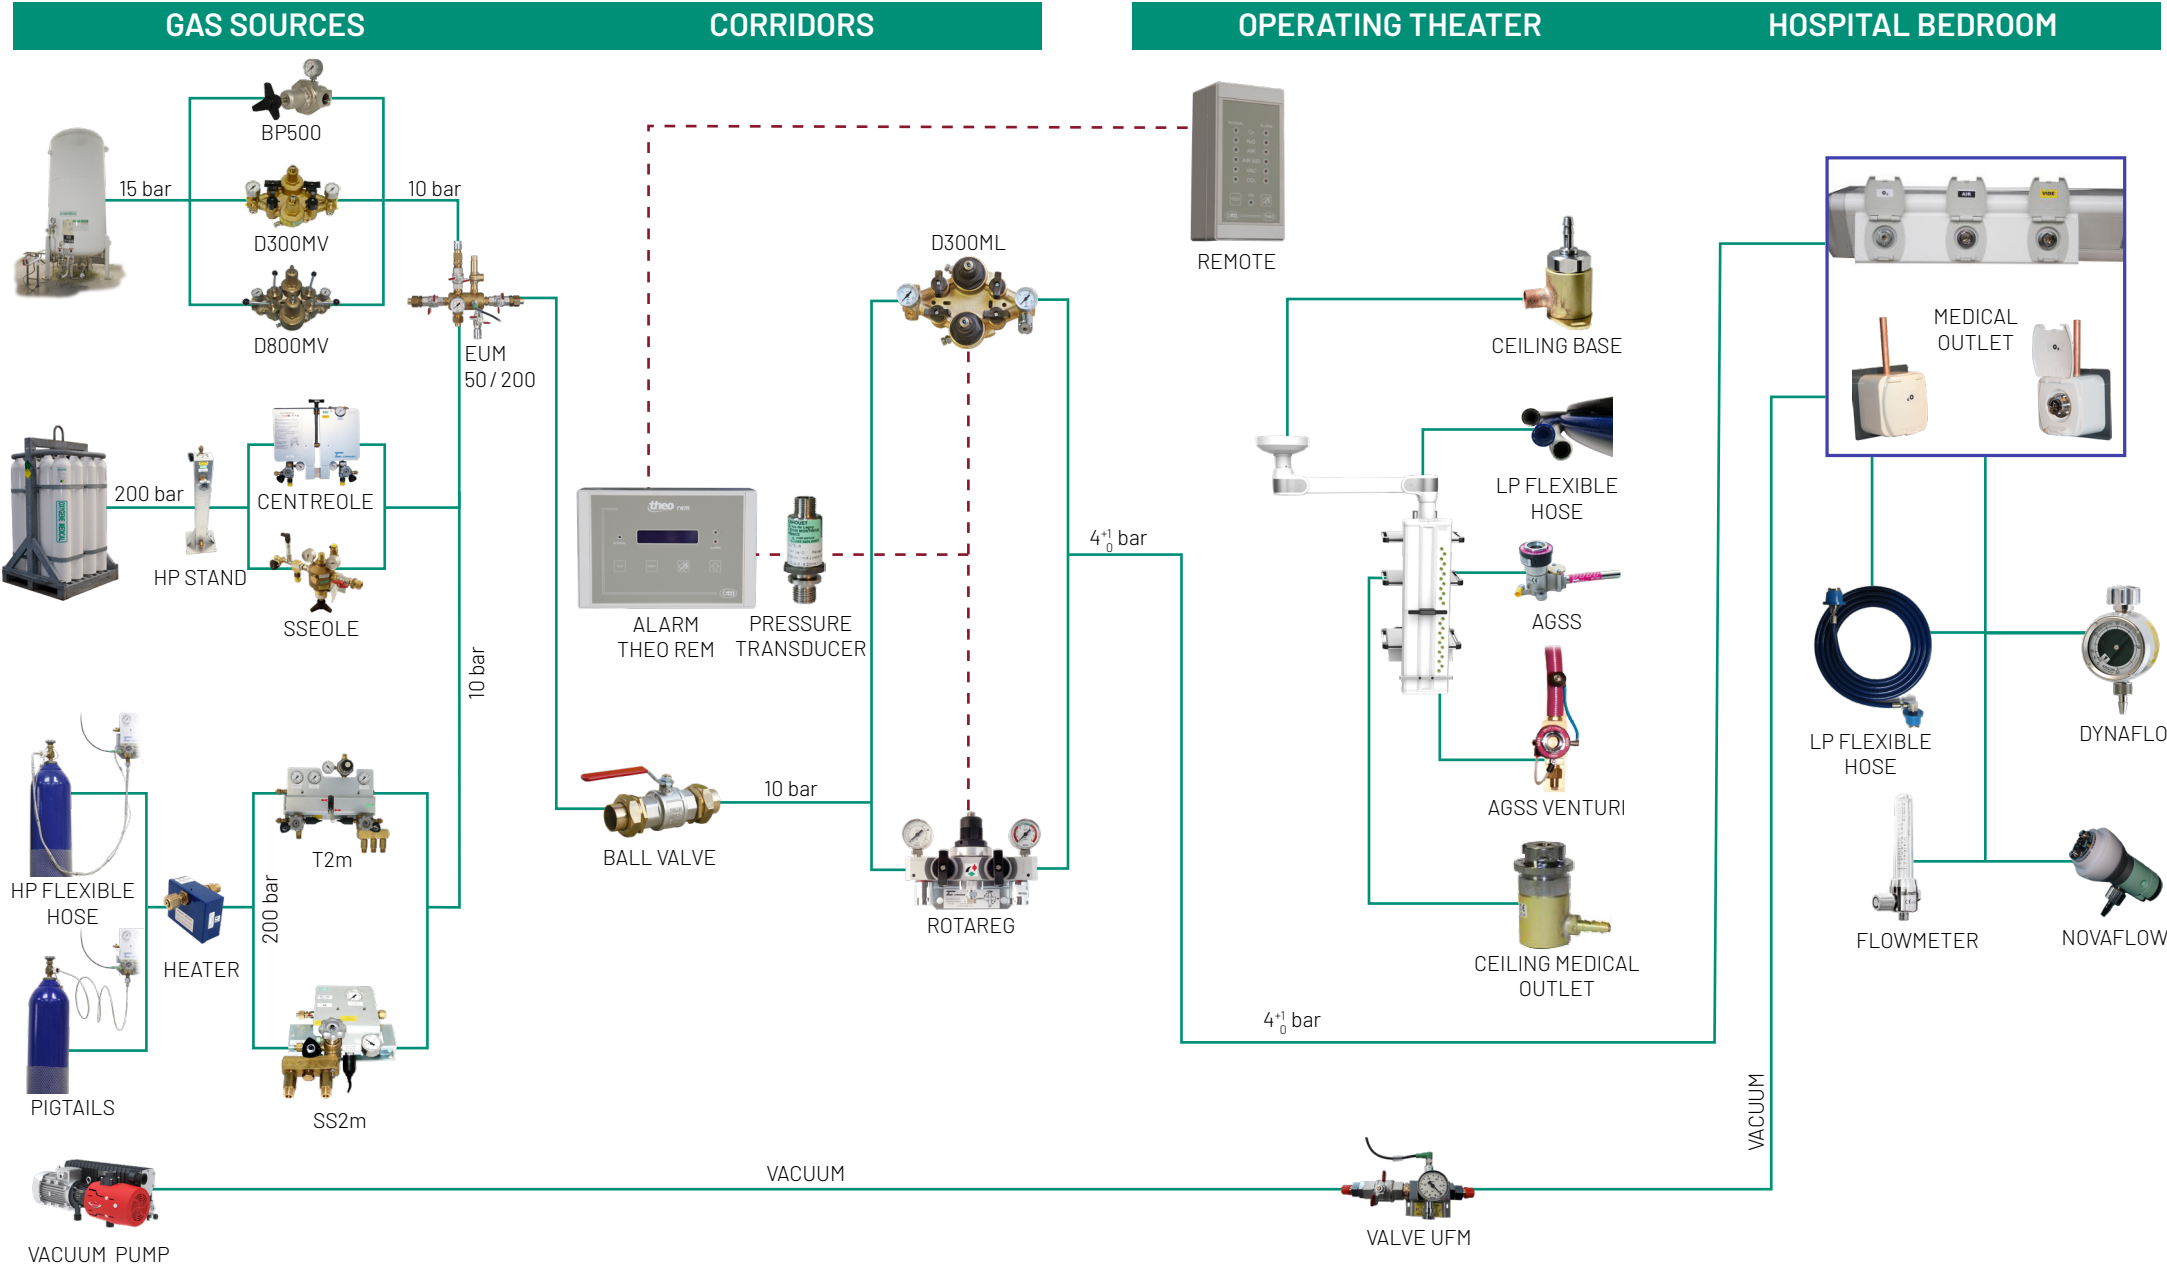 GAS SOURCES
CORRIDORS
OPERATING THEATER
HOSPITAL BEDROOM
BP500
15 bar
D300MV
10 bar
D800MV
EUM
50 / 200
200 bar
HP STAND
CENTREOLE
SSEOLE
10 bar
HP FLEXIBLE
HOSE
PIGTAILS
HEATER
200 bar
T2m
SS2m
VACUUM PUMP
VACUUM
D300ML
theo rem
ALARM
THEO REM
PRESSURE
TRANSDUCER
BALL VALVE
10 bar
ROTAREG
4 +1 0 bar
REMOTE
CEILING BASE
LP FLEXIBLE
HOSE
AGSS
AGSS VENTURI
CEILING MEDICAL
OUTLET
4 +1 0 bar
VALVE UFM
VACUUM
AIR
VIDE
MEDICAL
OUTLET
LP FLEXIBLE
HOSE
DYNAFLO
FLOWMETER
NOVAFLOW